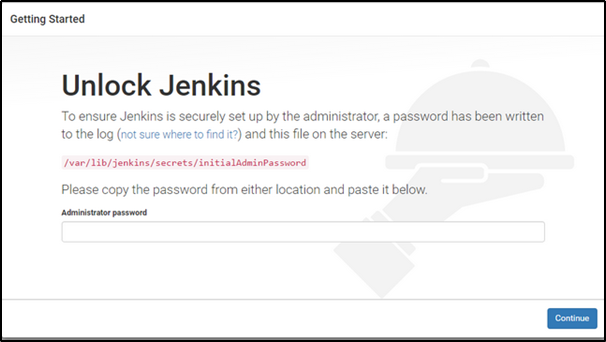 Getting Started
Unlock Jenkins
To ensure Jenkins is securely set up by the administrator, a password has been written
to the log (not sure where to find it?) and this file on the server:
/var/lib/jenkins/secrets/initialAdminPassword
Please copy the password from either location and paste it below.
Administrator password
Continue